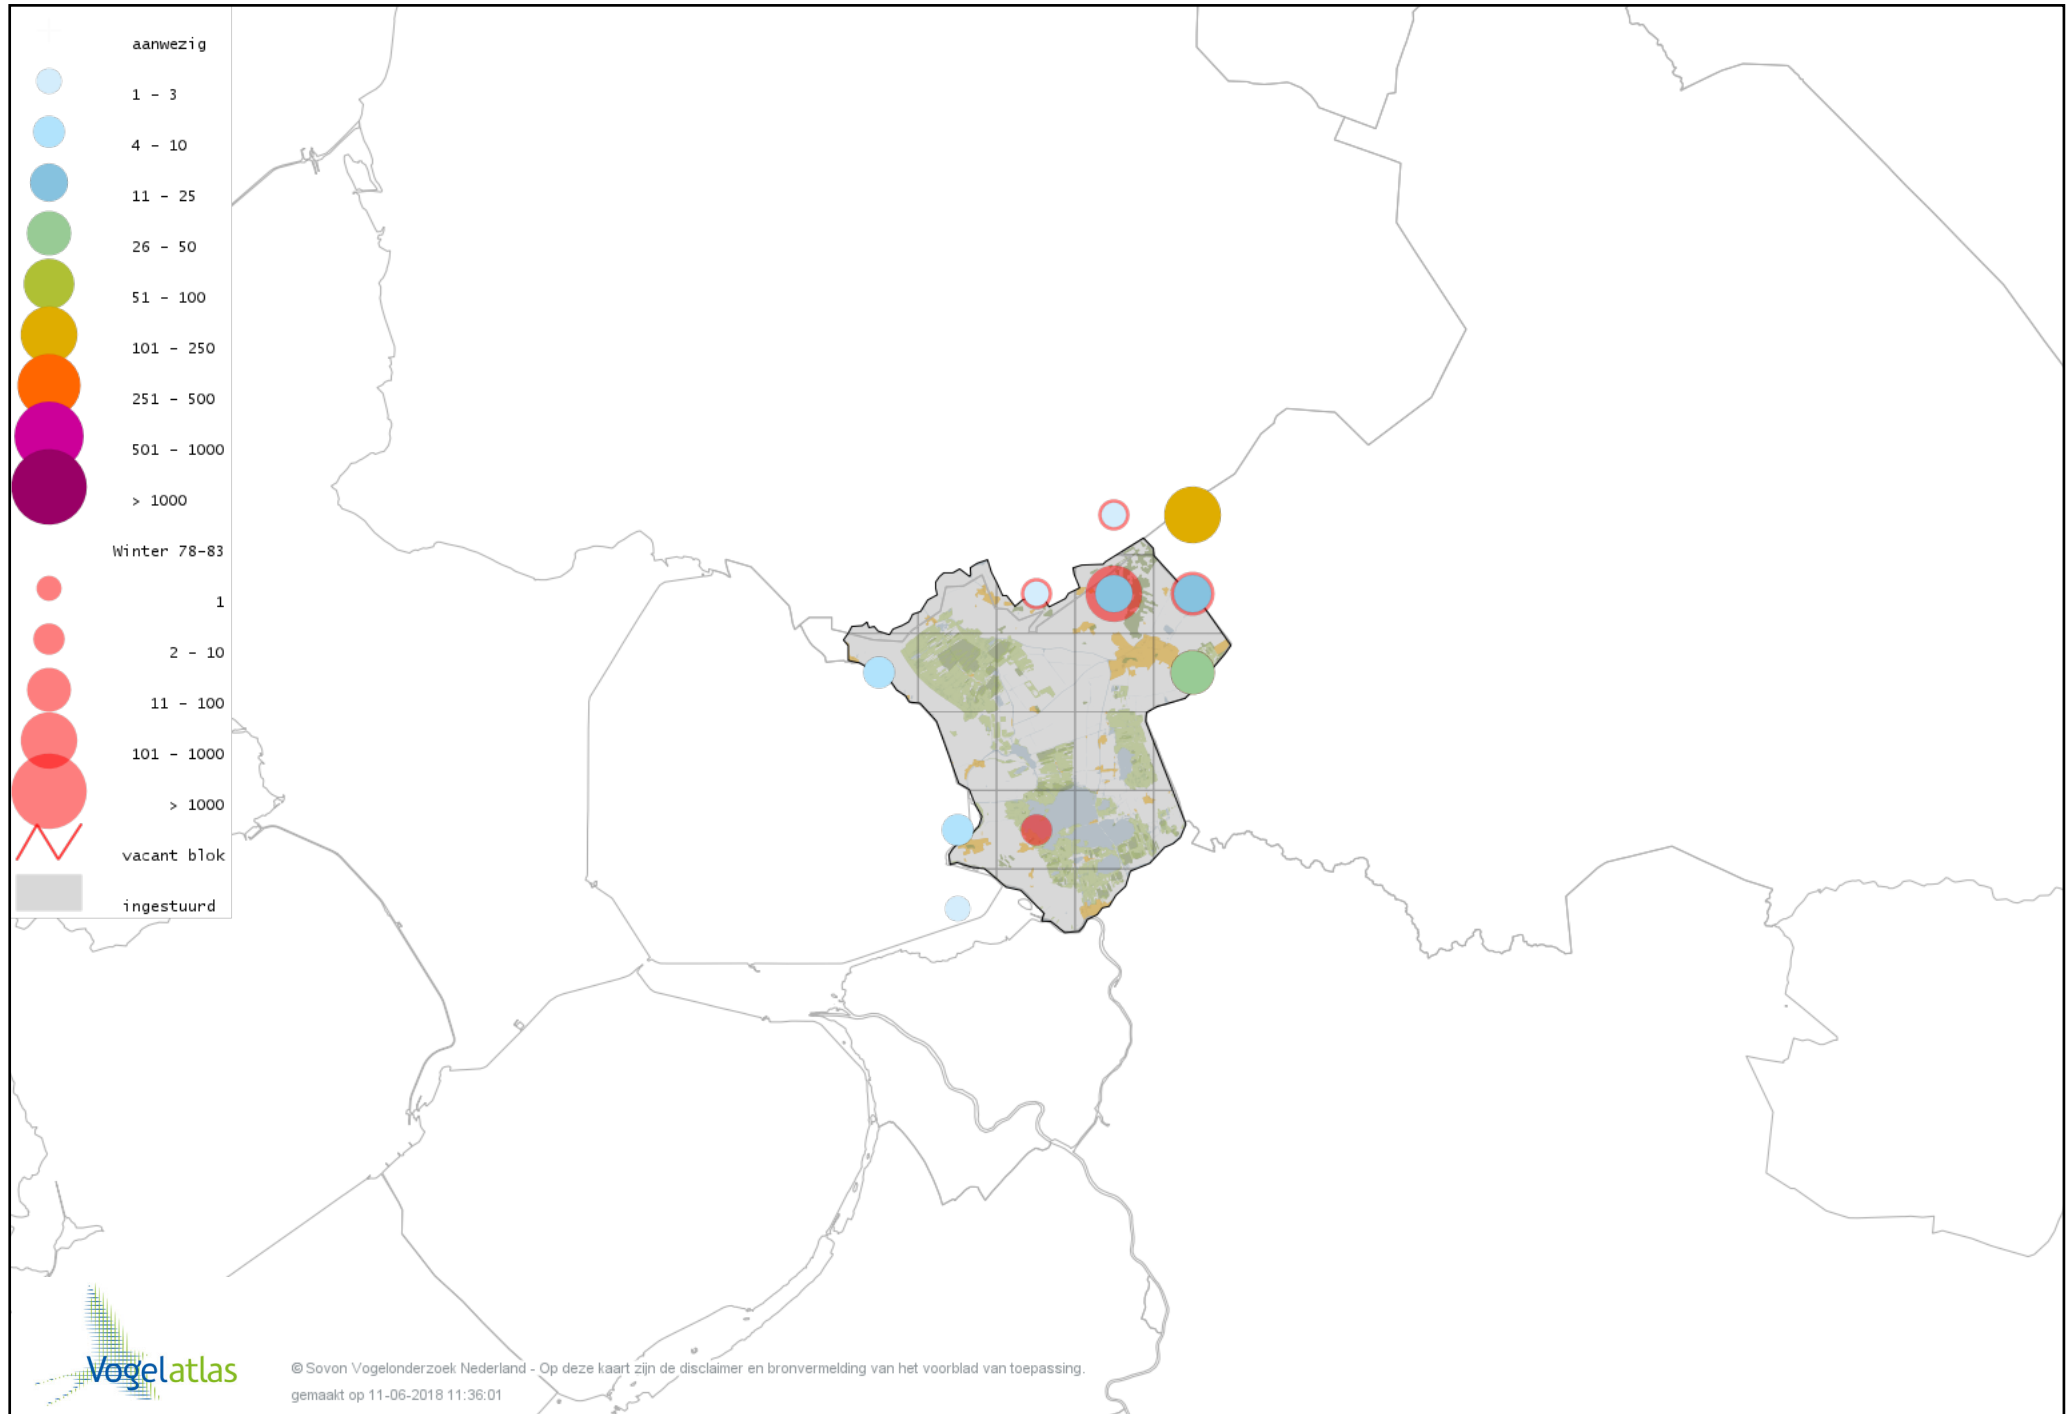 aanwezig
1 - 3
4 - 10
11 - 25
26 - 50
51 - 100
101 - 250
251 - 500
501 - 1000
> 1000
Winter 78-83
1
2 - 10
11 - 100
101 - 1000
> 1000
vacant blok
ingestuurd
Vogelatlas
© Sovon Vogelonderzoek Nederland - Op deze kaart zijn de disclaimer en bronvermelding van het voorblad van toepassing.
gemaakt op 11-06-2018 11:36:01